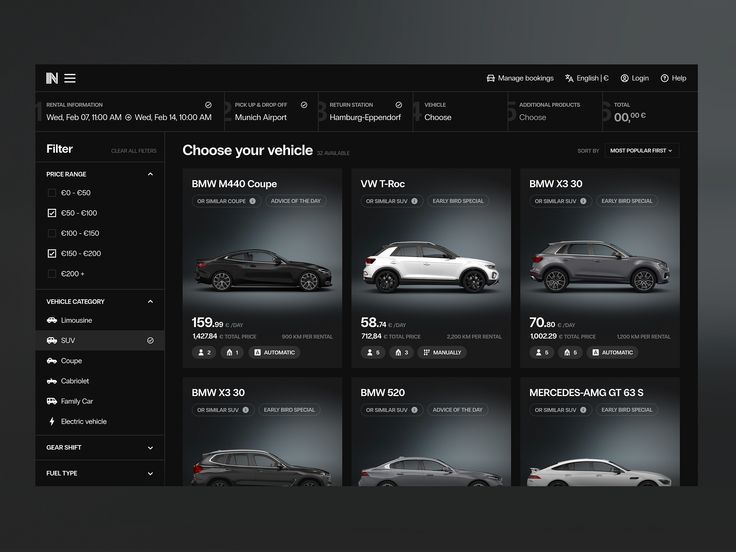 Manage bookings
English | €
Login
Help
1 RENTAL INFORMATION
Wed, Feb 07, 11:00 AM Wed, Feb 14, 10:00 AM
2 PICK UP & DROP OFF
Munich Airport
3 RETURN STATION
Hamburg-Eppendorf
4 VEHICLE
Choose
5 ADDITIONAL PRODUCTS
Choose
6 TOTAL
00,00 €
Filter
CLEAR ALL FILTERS
PRICE RANGE
€0 - €50
€50 - €100
€100 - €150
€150 - €200
€200 +
VEHICLE CATEGORY
Limousine
SUV
Coupe
Cabriolet
Family Car
Electric vehicle
GEAR SHIFT
FUEL TYPE
Choose your vehicle 32 AVAILABLE
SORT BY MOST POPULAR FIRST
BMW M440 Coupe
OR SIMILAR COUPE ADVICE OF THE DAY
159.99 € /DAY
1,427.84 € TOTAL PRICE 900 KM PER RENTAL
2 1 AUTOMATIC
VW T-Roc
OR SIMILAR SUV EARLY BIRD SPECIAL
58.74 € /DAY
712,84 € TOTAL PRICE 2,200 KM PER RENTAL
5 3 MANUALLY
BMW X3 30
OR SIMILAR SUV EARLY BIRD SPECIAL
70.80 € /DAY
1,002.29 € TOTAL PRICE 1,200 KM PER RENTAL
5 5 AUTOMATIC
BMW X3 30
OR SIMILAR SUV EARLY BIRD SPECIAL
BMW 520
OR SIMILAR SUV ADVICE OF THE DAY
MERCEDES-AMG GT 63 S
OR SIMILAR SUV EARLY BIRD SPECIAL